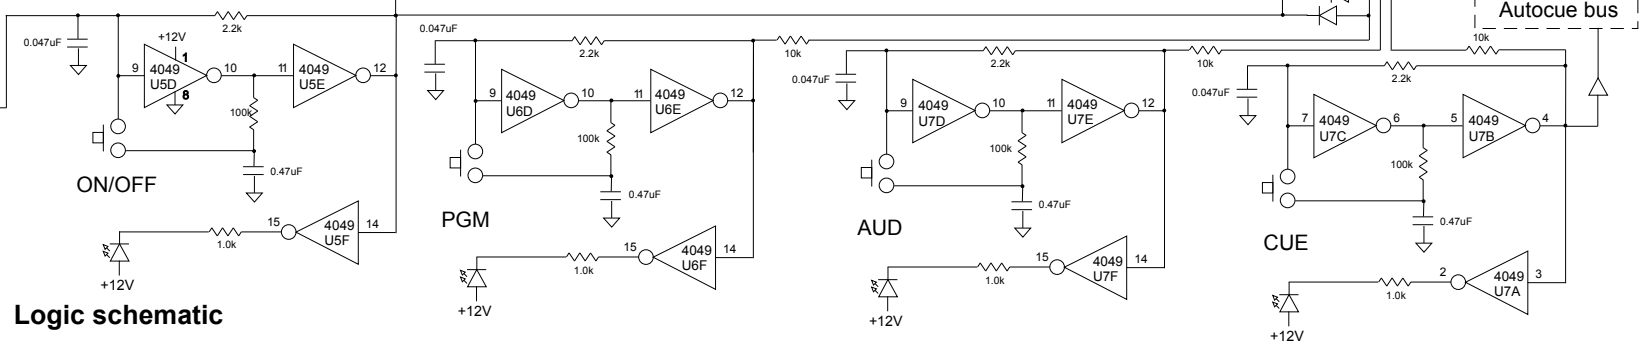 Autocue bus
0.047uF
2.2k
+12V
1
9
4049
U5D
10
8
11
4049
U5E
12
100k
0.47uF
ON/OFF
15
4049
U5F
14
1.0k
+12V
0.047uF
2.2k
10k
9
4049
U6D
10
11
4049
U6E
12
100k
0.47uF
PGM
15
4049
U6F
14
1.0k
+12V
0.047uF
2.2k
10k
9
4049
U7D
10
11
4049
U7E
12
100k
0.47uF
AUD
15
4049
U7F
14
1.0k
+12V
10k
0.047uF
2.2k
7
4049
U7C
6
5
4049
U7B
4
100k
0.47uF
CUE
2
4049
U7A
3
1.0k
+12V
Logic schematic